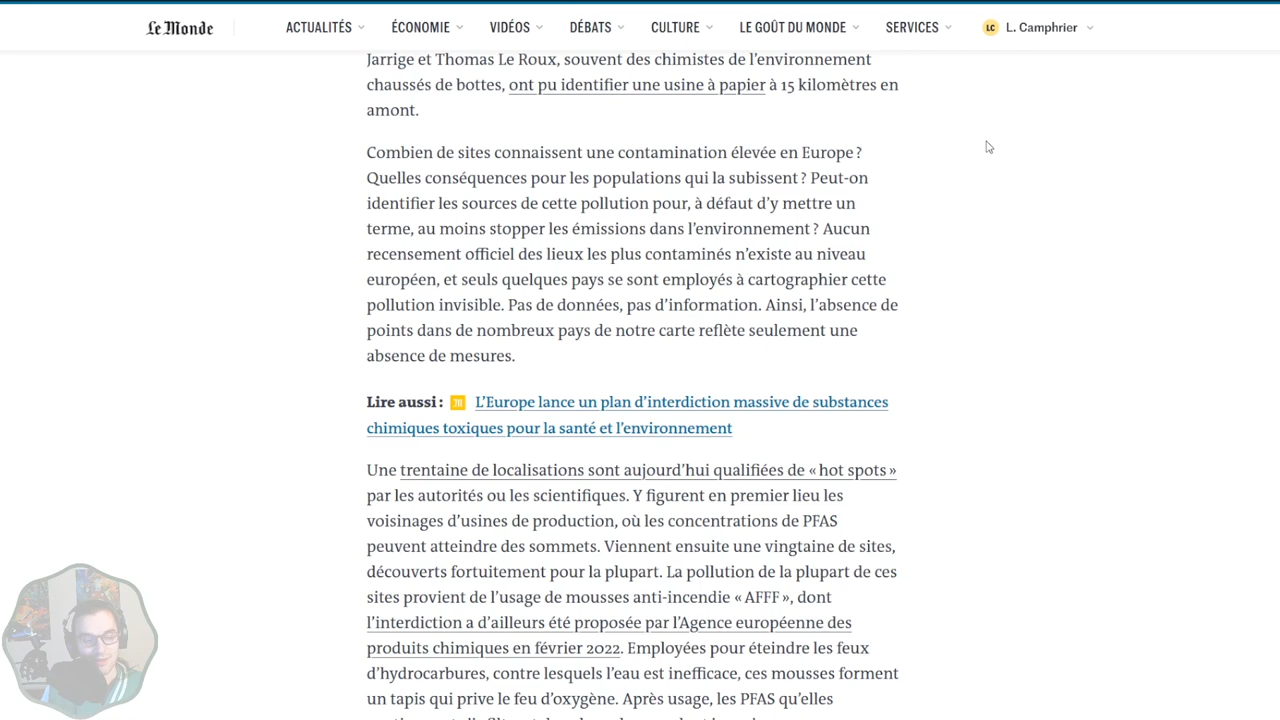 Le Monde
ACTUALITÉS ÉCONOMIE VIDÉOS DÉBATS CULTURE LE GOÛT DU MONDE SERVICES LC L. Camphrier
Jarrige et Thomas Le Roux, souvent des chimistes de l’environnement
chaussés de bottes, ont pu identifier une usine à papier à 15 kilomètres en
amont.
Combien de sites connaissent une contamination élevée en Europe ?
Quelles conséquences pour les populations qui la subissent ? Peut-on
identifier les sources de cette pollution pour, à défaut d’y mettre un
terme, au moins stopper les émissions dans l’environnement ? Aucun
recensement officiel des lieux les plus contaminés n’existe au niveau
européen, et seuls quelques pays se sont employés à cartographier cette
pollution invisible. Pas de données, pas d’information. Ainsi, l’absence de
points dans de nombreux pays de notre carte reflète seulement une
absence de mesures.
Lire aussi : L’Europe lance un plan d’interdiction massive de substances
chimiques toxiques pour la santé et l’environnement
Une trentaine de localisations sont aujourd’hui qualifiées de « hot spots »
par les autorités ou les scientifiques. Y figurent en premier lieu les
voisinages d’usines de production, où les concentrations de PFAS
peuvent atteindre des sommets. Viennent ensuite une vingtaine de sites,
découverts fortuitement pour la plupart. La pollution de la plupart de ces
sites provient de l’usage de mousses anti-incendie « AFFF », dont
l’interdiction a d’ailleurs été proposée par l’Agence européenne des
produits chimiques en février 2022. Employées pour éteindre les feux
d’hydrocarbures, contre lesquels l’eau est inefficace, ces mousses forment
un tapis qui prive le feu d’oxygène. Après usage, les PFAS qu’elles